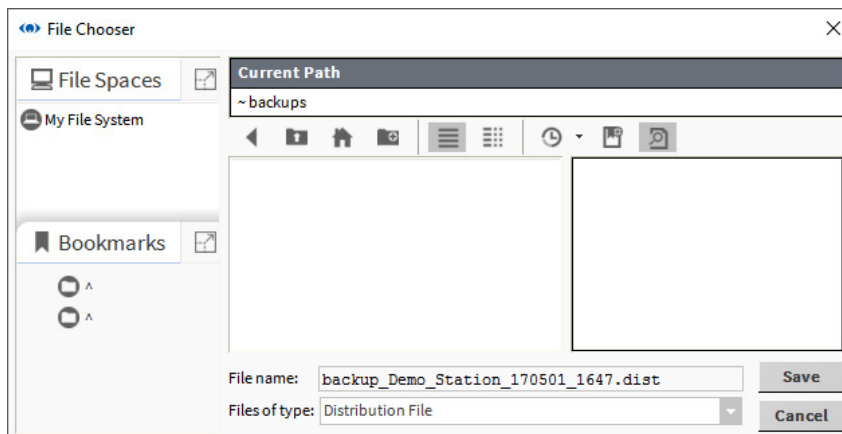 File Chooser
File Spaces
My File System
Bookmarks
^
^
Current Path
~backups
File name: backup_Demo_Station_170501_1647.dist
Save
Files of type: Distribution File
Cancel